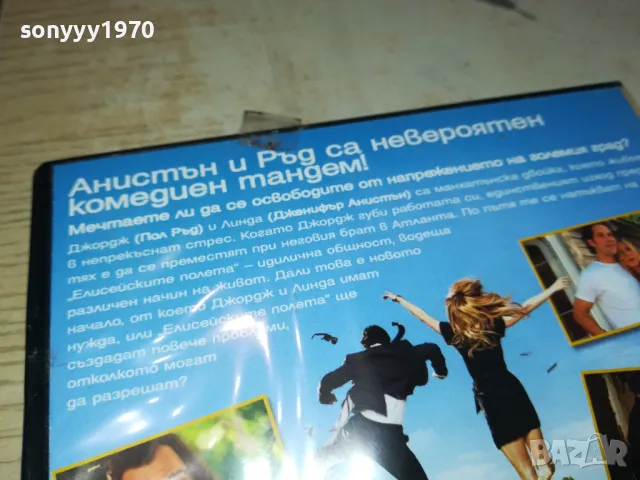 sonyyy1970
Анистън и Ръд са невероятен
комедиен тандем!
Мечтаете ли да се освободите от напрежението на големия град?
Джордж (Пол Ръд) и Линда (Дженифър Анистън) са манхатънска двойка, която живее
в непрекъснат стрес. Когато Джордж губи работата си, единственият изход пред
тях е да се преместят при неговия брат в Атланта. По пътя те се натъкват на
„Елисейските полета“ – идилична общност, водеща
различен начин на живот. Дали това е новото
начало, от което Джордж и Линда имат
нужда, или „Елисейските полета“ ще
създадат повече проблеми,
отколкото могат
да разрешат?
BAZAR
bg